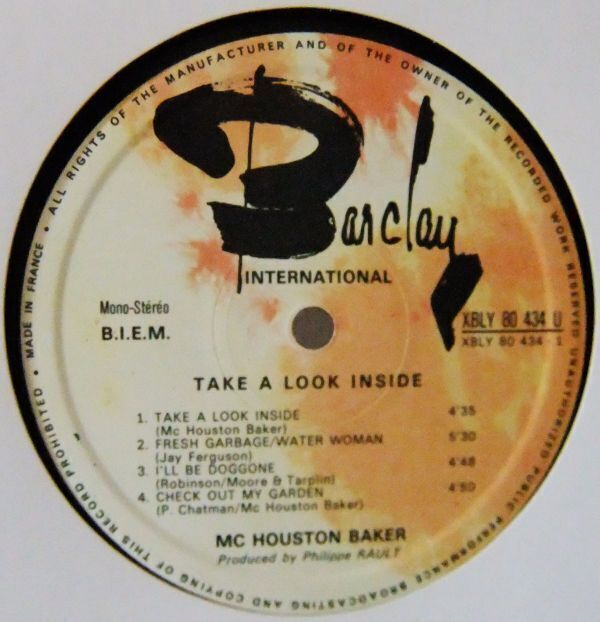 • MADE IN FRANCE • ALL RIGHTS OF THE MANUFACTURER AND OF THE OWNER OF THE RECORDED WORK RESERVED UNAUTHORIZED PUBLIC PERFORMANCE BROADCASTING AND COPYING OF THIS RECORD PROHIBITED
Barclay
INTERNATIONAL
Mono-Stéréo
B.I.E.M.
XBLY 80 434 U
XBLY 80 434 - 1
TAKE A LOOK INSIDE
1. TAKE A LOOK INSIDE 4'35
(Mc Houston Baker)
2. FRESH GARBAGE/WATER WOMAN 5'30
(Jay Ferguson)
3. I'LL BE DOGGONE 4'48
(Robinson/Moore & Tarplin)
4. CHECK OUT MY GARDEN 4'50
(P. Chatman/Mc Houston Baker)
MC HOUSTON BAKER
Produced by Philippe RAULT